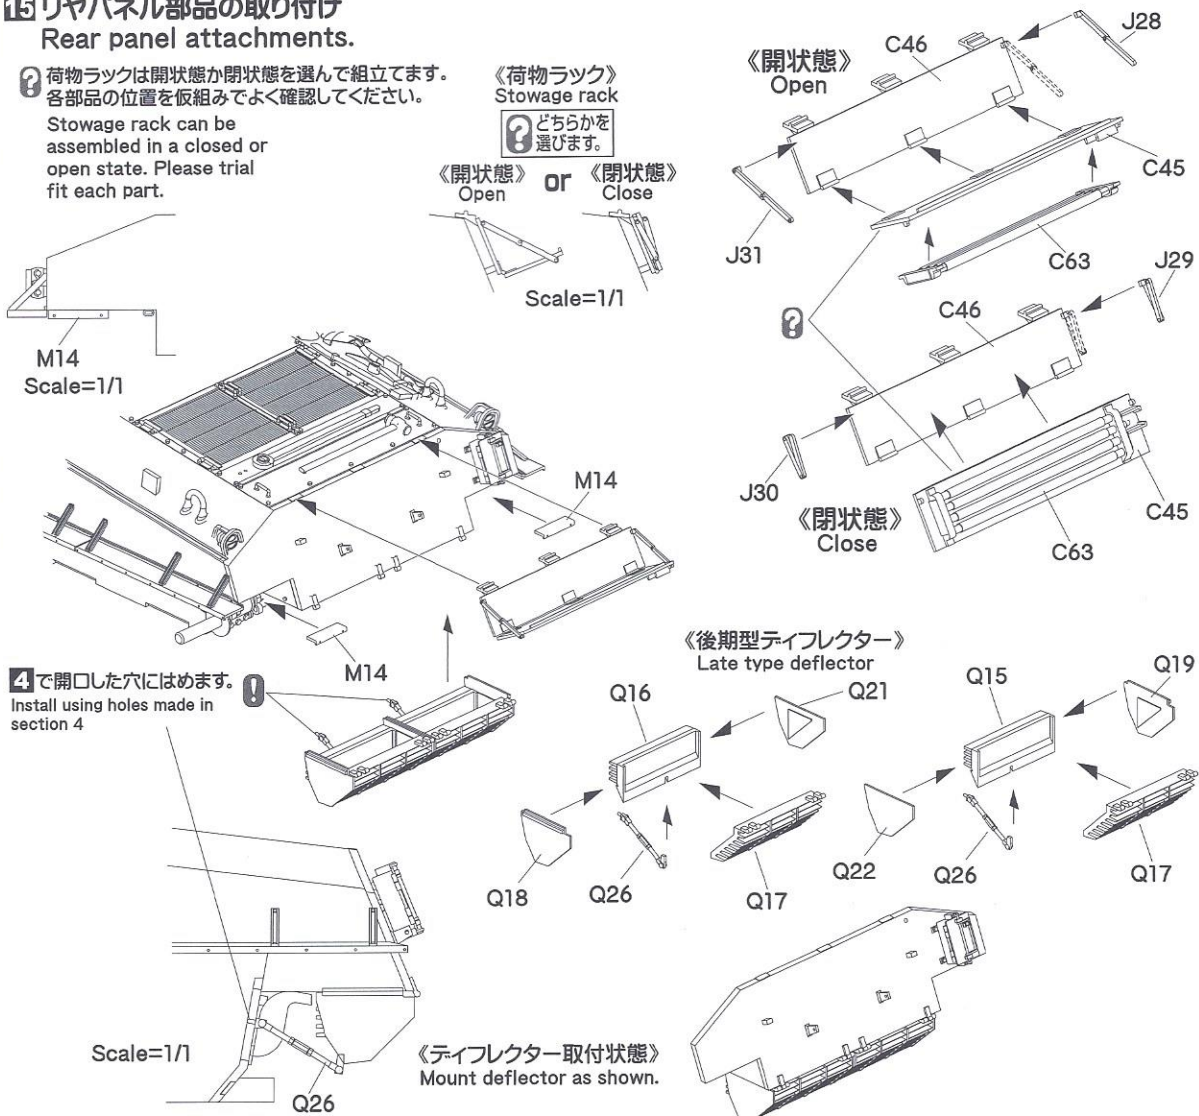 15 リヤパネル部品の取り付け
Rear panel attachments.
? 荷物ラックは開状態か閉状態を選んで組立てます。
各部品の位置を仮組みでよく確認してください。
Stowage rack can be
assembled in a closed or
open state. Please trial
fit each part.
《荷物ラック》
Stowage rack
? どちらかを
選びます。
《開状態》 or 《閉状態》
Open Close
Scale=1/1
M14
Scale=1/1
《開状態》
Open
C46
J28
C45
J31
C63
J29
?
C46
J30
C45
《閉状態》
Close
C63
M14
M14
4で開口した穴にはめます。 !
Install using holes made in
section 4
《後期型ディフレクター》
Late type deflector
Q16
Q21
Q15
Q19
Q18
Q26
Q17
Q22
Q26
Q17
Scale=1/1
Q26
《ディフレクター取付状態》
Mount deflector as shown.